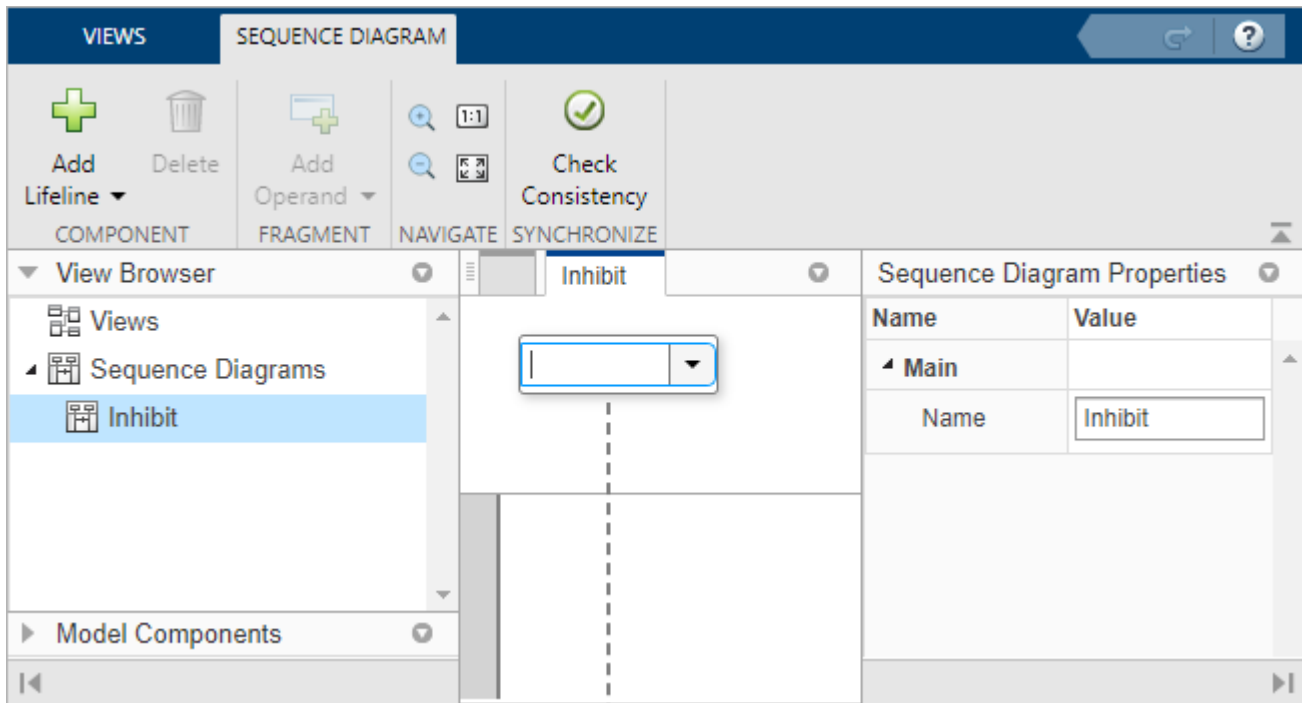 VIEWS SEQUENCE DIAGRAM
?
1:1
Add Delete Add Check
Lifeline Operand Consistency
COMPONENT FRAGMENT NAVIGATE SYNCHRONIZE
View Browser Inhibit Sequence Diagram Properties
Views Name Value
Sequence Diagrams Main
Inhibit Name Inhibit
Model Components